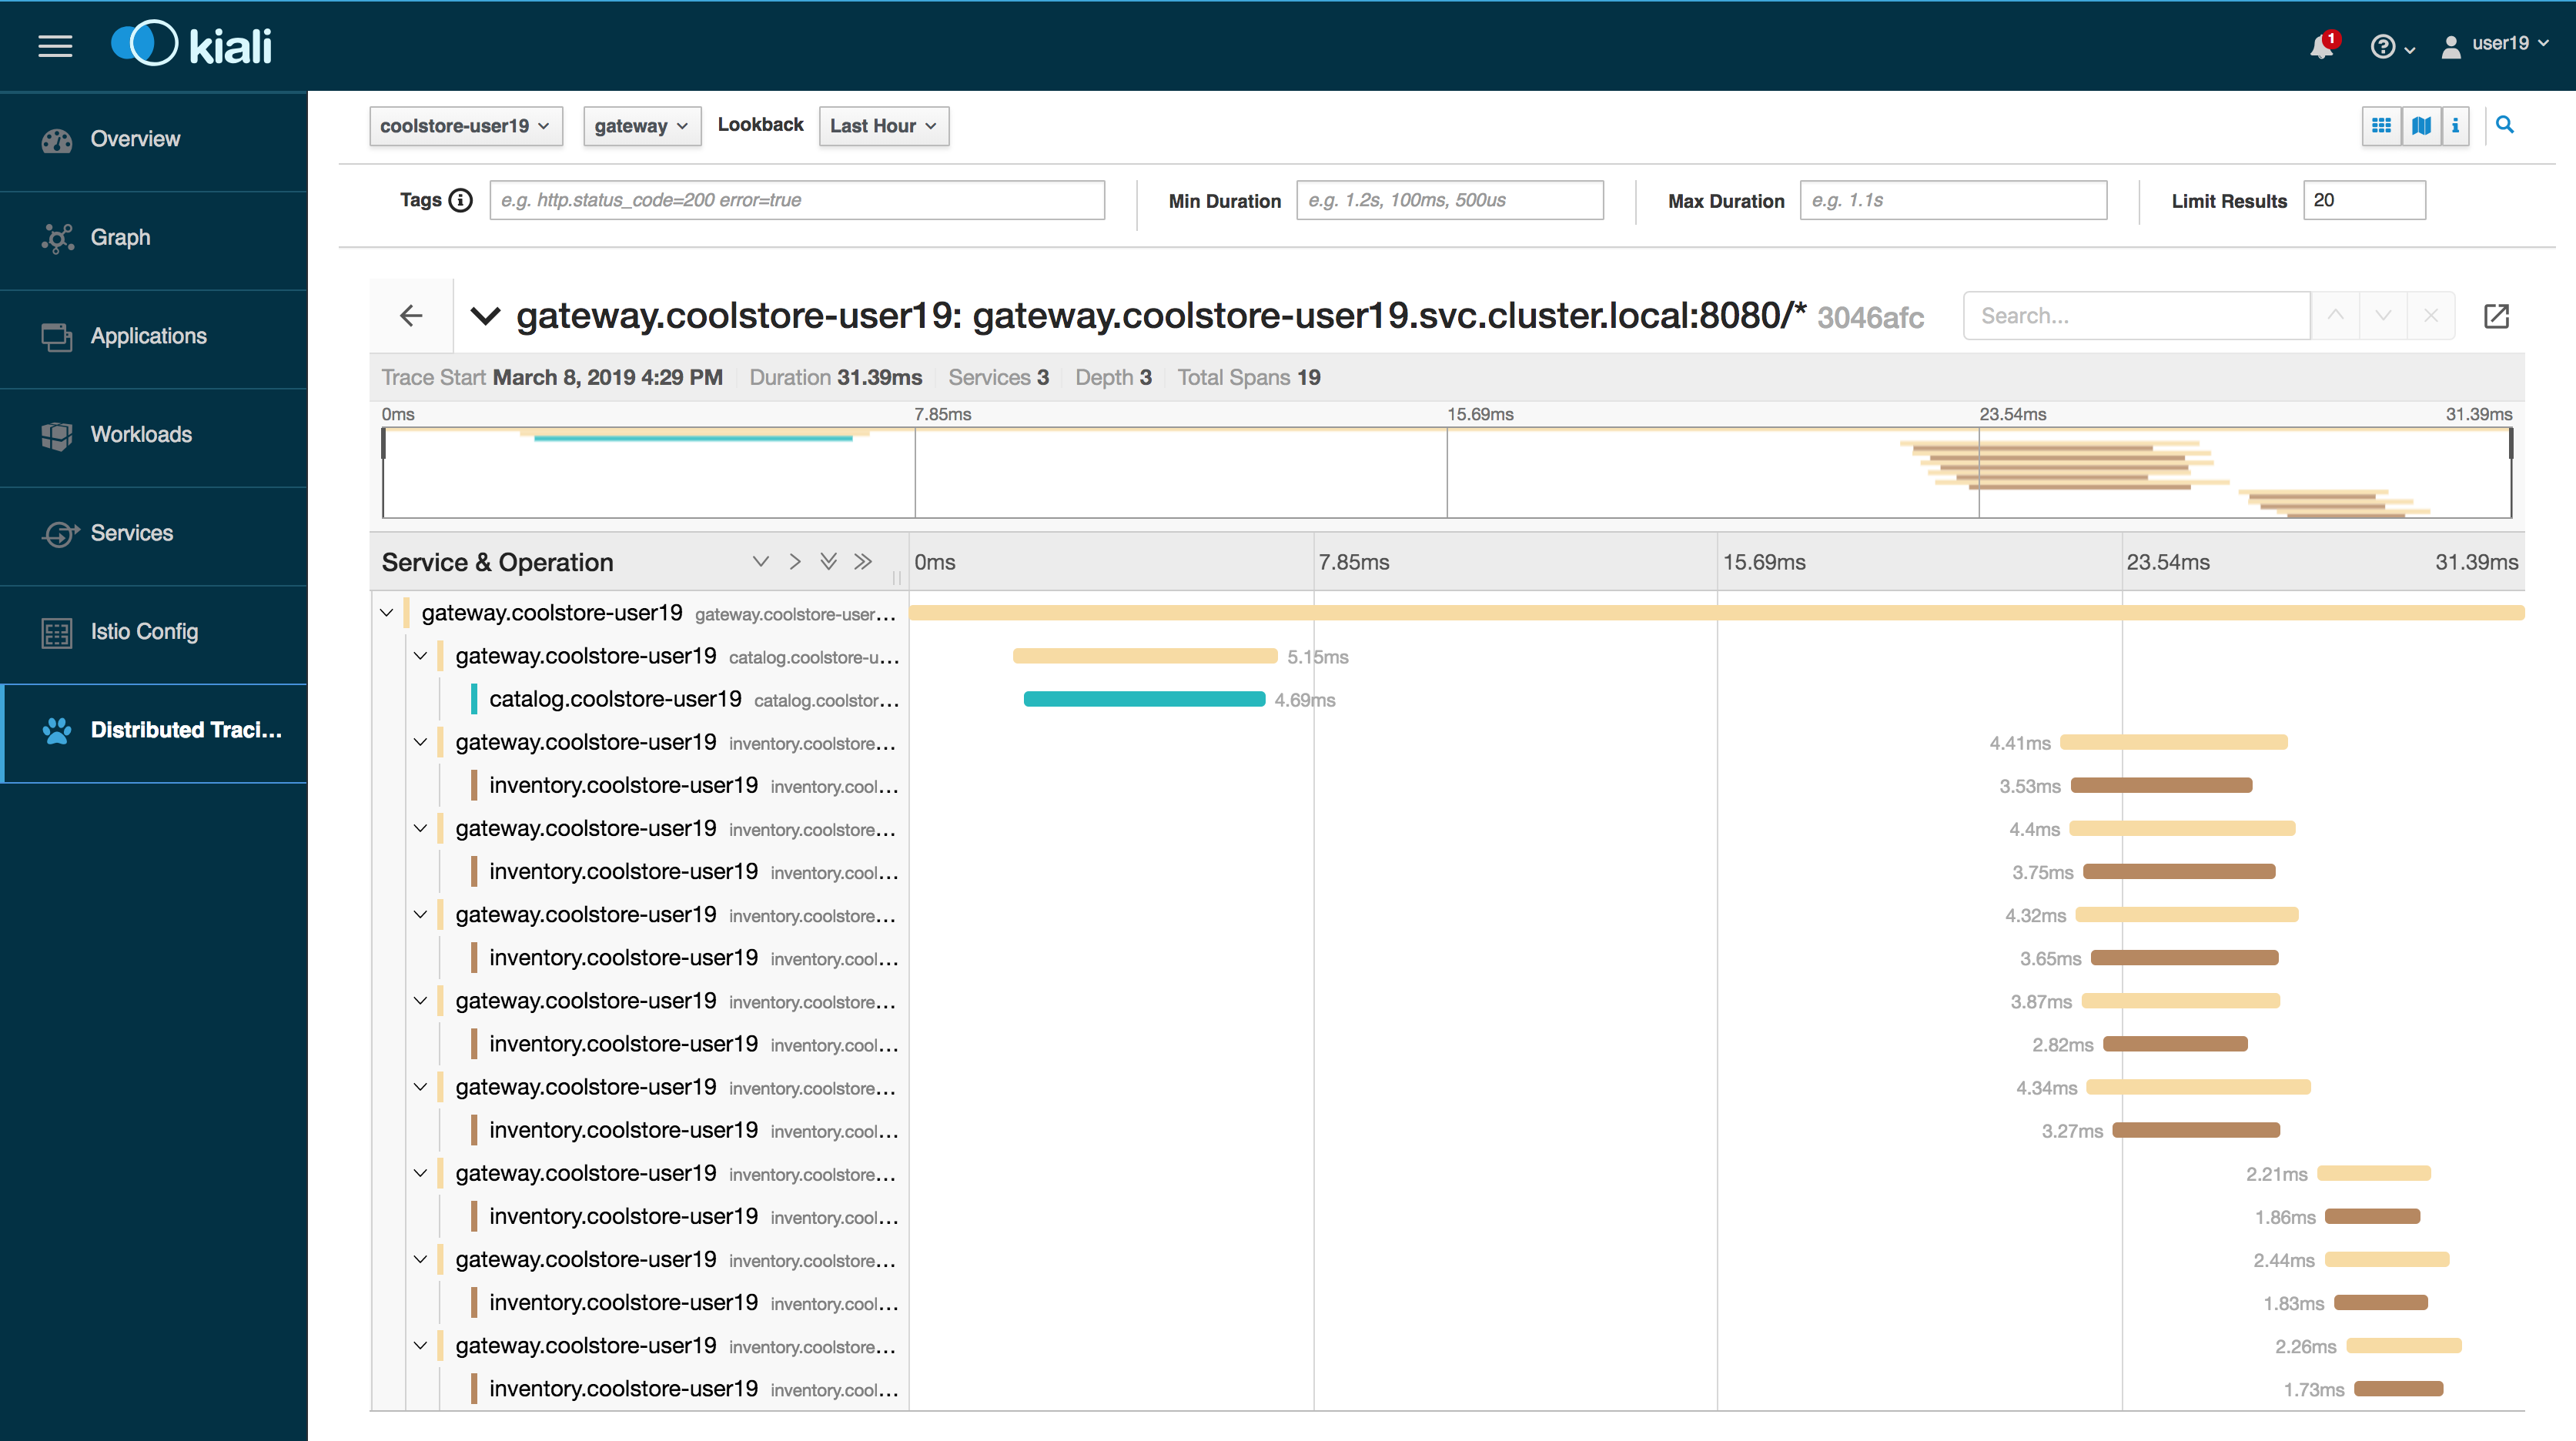 kiali
1
user19
Overview
Graph
Applications
Workloads
Services
Istio Config
Distributed Traci...
coolstore-user19 gateway Lookback Last Hour
Tags e.g. http.status_code=200 error=true Min Duration e.g. 1.2s, 100ms, 500us Max Duration e.g. 1.1s Limit Results 20
gateway.coolstore-user19: gateway.coolstore-user19.svc.cluster.local:8080/* 3046afc Search...
Trace Start March 8, 2019 4:29 PM Duration 31.39ms Services 3 Depth 3 Total Spans 19
0ms 7.85ms 15.69ms 23.54ms 31.39ms
Service & Operation 0ms 7.85ms 15.69ms 23.54ms 31.39ms
gateway.coolstore-user19 gateway.coolstore-user...
gateway.coolstore-user19 catalog.coolstore-u... 5.15ms
catalog.coolstore-user19 catalog.coolstor... 4.69ms
gateway.coolstore-user19 inventory.coolstore... 4.41ms
inventory.coolstore-user19 inventory.cool... 3.53ms
gateway.coolstore-user19 inventory.coolstore... 4.4ms
inventory.coolstore-user19 inventory.cool... 3.75ms
gateway.coolstore-user19 inventory.coolstore... 4.32ms
inventory.coolstore-user19 inventory.cool... 3.65ms
gateway.coolstore-user19 inventory.coolstore... 3.87ms
inventory.coolstore-user19 inventory.cool... 2.82ms
gateway.coolstore-user19 inventory.coolstore... 4.34ms
inventory.coolstore-user19 inventory.cool... 3.27ms
gateway.coolstore-user19 inventory.coolstore... 2.21ms
inventory.coolstore-user19 inventory.cool... 1.86ms
gateway.coolstore-user19 inventory.coolstore... 2.44ms
inventory.coolstore-user19 inventory.cool... 1.83ms
gateway.coolstore-user19 inventory.coolstore... 2.26ms
inventory.coolstore-user19 inventory.cool... 1.73ms